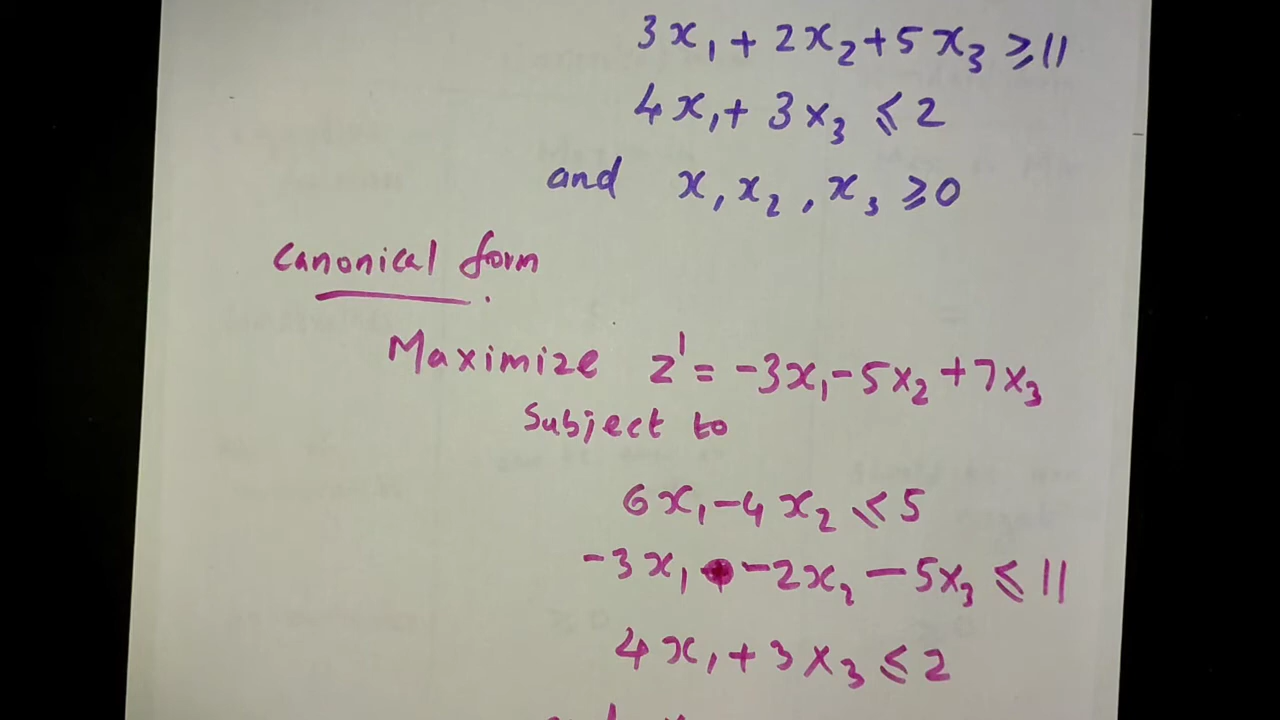 3x₁ + 2x₂ + 5x₃ ≥ 11
4x₁ + 3x₃ ≤ 2
and x₁ x₂, x₃ ≥ 0
Canonical form
Maximize z' = -3x₁ - 5x₂ + 7x₃
Subject to
6x₁ - 4x₂ ≤ 5
-3x₁ - 2x₂ - 5x₃ ≤ 11
4x₁ + 3x₃ ≤ 2